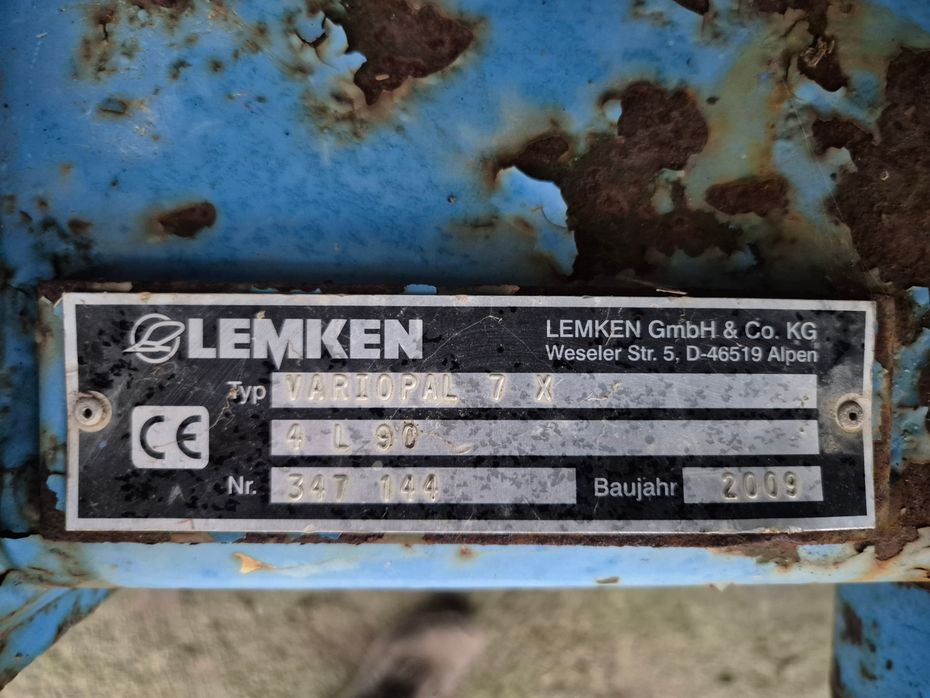 LEMKEN
LEMKEN GmbH & Co. KG
Weseler Str. 5, D-46519 Alpen
Typ VARIOPAL 7 X
4 L 90
CE
Nr. 347 144 Baujahr 2009